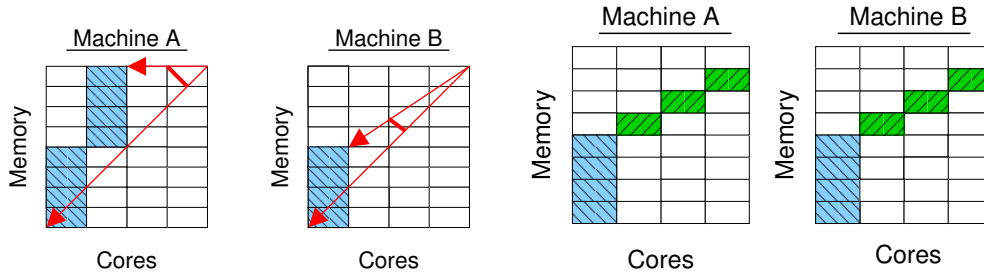 Machine A
Memory
Cores
Machine B
Memory
Cores
Machine A
Memory
Cores
Machine B
Memory
Cores